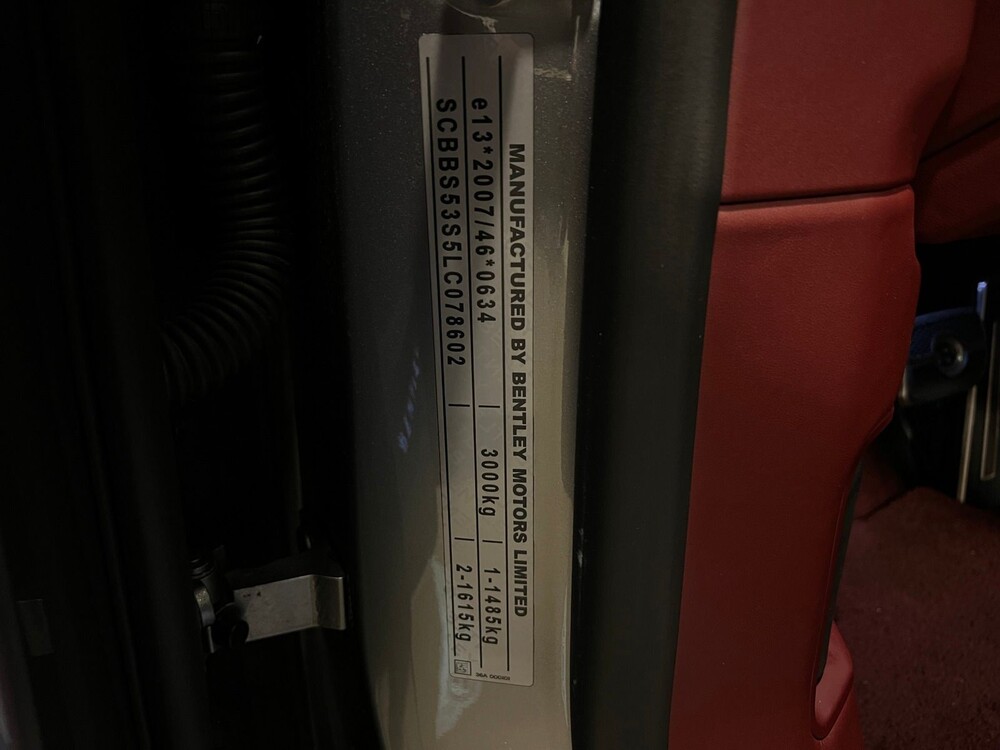 MANUFACTURED BY BENTLEY MOTORS LIMITED
e13*2007/46*0634 | 3000kg | 1-1485kg
SCBBS53S5LC078602 | | 2-1615kg